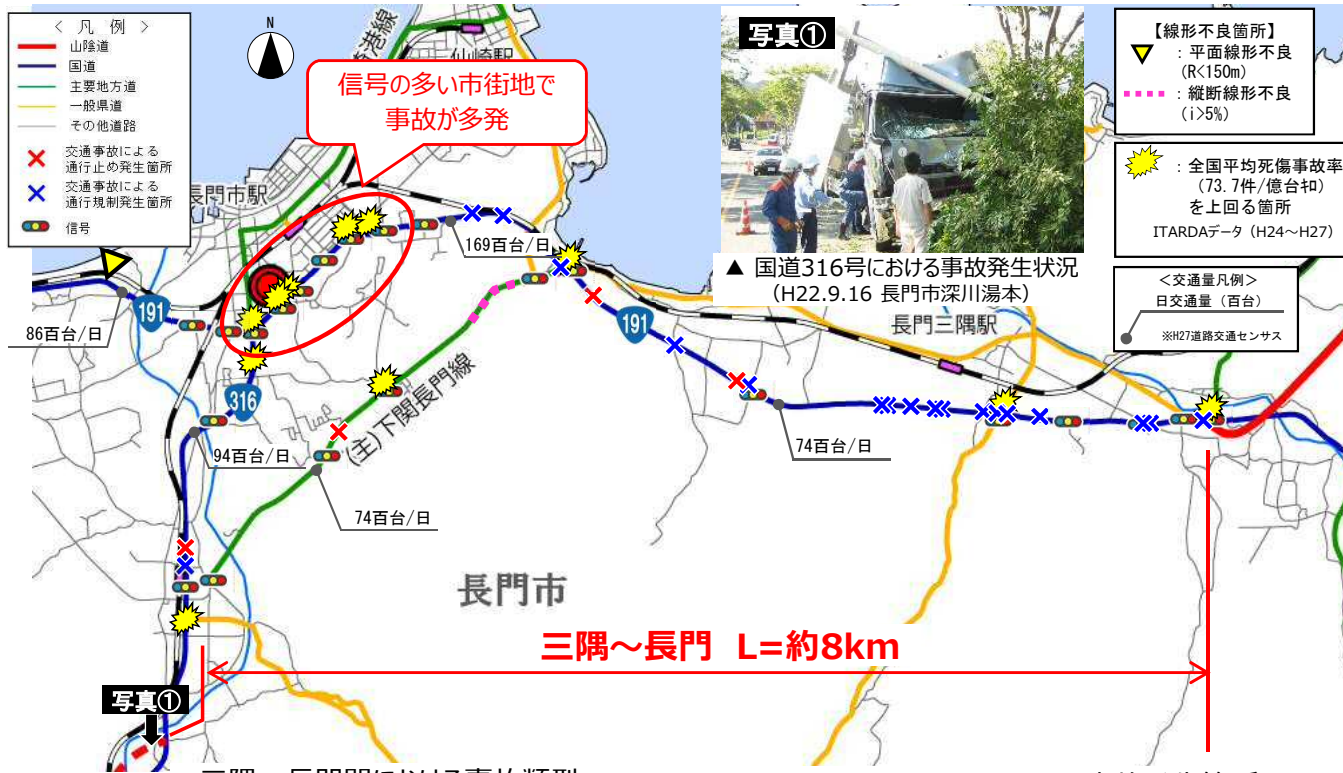 ＜ 凡 例 ＞
山陰道
国道
主要地方道
一般県道
その他道路
交通事故による
通行止め発生箇所
交通事故による
通行規制発生箇所
信号
N
仙崎駅
港線
信号の多い市街地で
事故が多発
写真①
▲ 国道316号における事故発生状況
（H22.9.16 長門市深川湯本）
【線形不良箇所】
：平面線形不良
（R<150m）
：縦断線形不良
（i>5%）
：全国平均死傷事故率
（73.7件/億台㌔）
を上回る箇所
ITARDAデータ（H24～H27）
＜交通量凡例＞
日交通量（百台）
※H27道路交通センサス
長門市駅
169百台/日
191
86百台/日
316
94百台/日
(主)下関長門線
74百台/日
191
長門三隅駅
74百台/日
長門市
三隅～長門 L=約8km
写真①